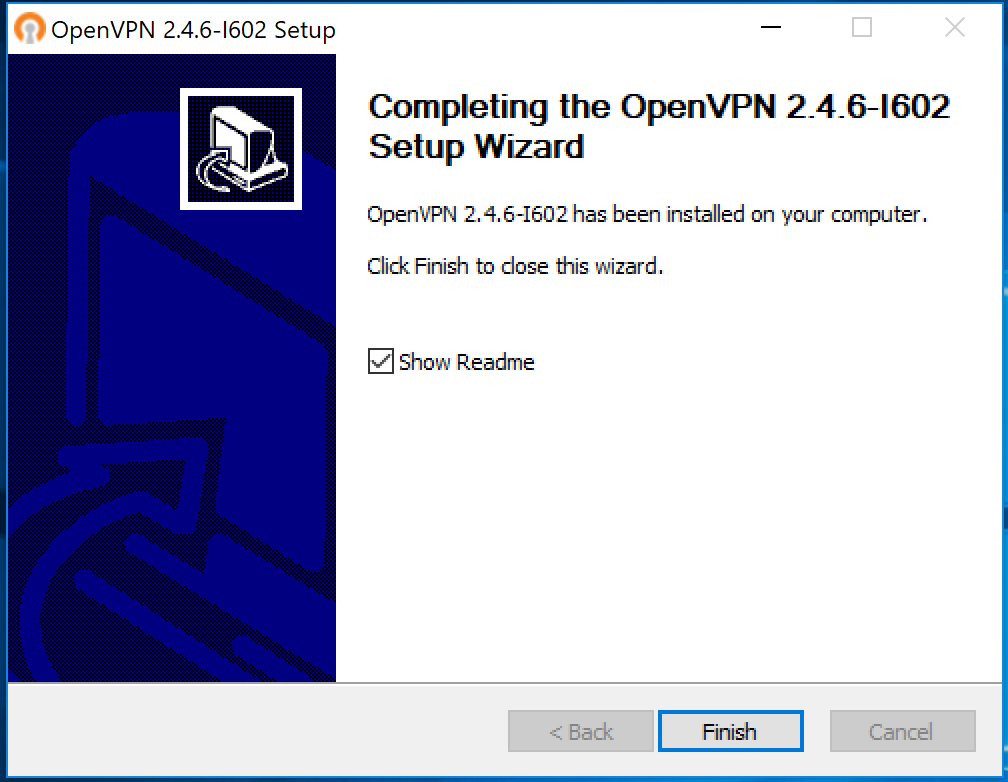 OpenVPN 2.4.6-I602 Setup
Completing the OpenVPN 2.4.6-I602
Setup Wizard
OpenVPN 2.4.6-I602 has been installed on your computer.
Click Finish to close this wizard.
Show Readme
< Back
Finish
Cancel